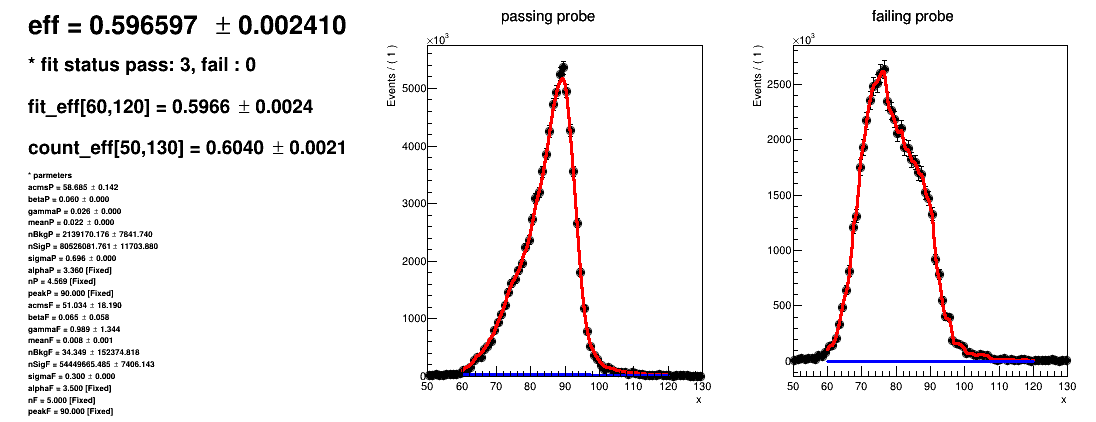 eff = 0.596597 ± 0.002410
* fit status pass: 3, fail : 0
fit_eff[60,120] = 0.5966 ± 0.0024
count_eff[50,130] = 0.6040 ± 0.0021
* parmeters
acmsP = 58.685 ± 0.142
betaP = 0.060 ± 0.000
gammaP = 0.026 ± 0.000
meanP = 0.022 ± 0.000
nBkgP = 2139170.176 ± 7841.740
nSigP = 80526081.761 ± 11703.880
sigmaP = 0.696 ± 0.000
alphaP = 3.360 [Fixed]
nP = 4.569 [Fixed]
peakP = 90.000 [Fixed]
acmsF = 51.034 ± 18.190
betaF = 0.065 ± 0.058
gammaF = 0.989 ± 1.344
meanF = 0.008 ± 0.001
nBkgF = 34.349 ± 152374.818
nSigF = 54449665.485 ± 7406.143
sigmaF = 0.300 ± 0.000
alphaF = 3.500 [Fixed]
nF = 5.000 [Fixed]
peakF = 90.000 [Fixed]
passing probe
×10³
Events / ( 1 )
5000
4000
3000
2000
1000
0
50 60 70 80 90 100 110 120 130
x
failing probe
×10³
Events / ( 1 )
2500
2000
1500
1000
500
0
50 60 70 80 90 100 110 120 130
x